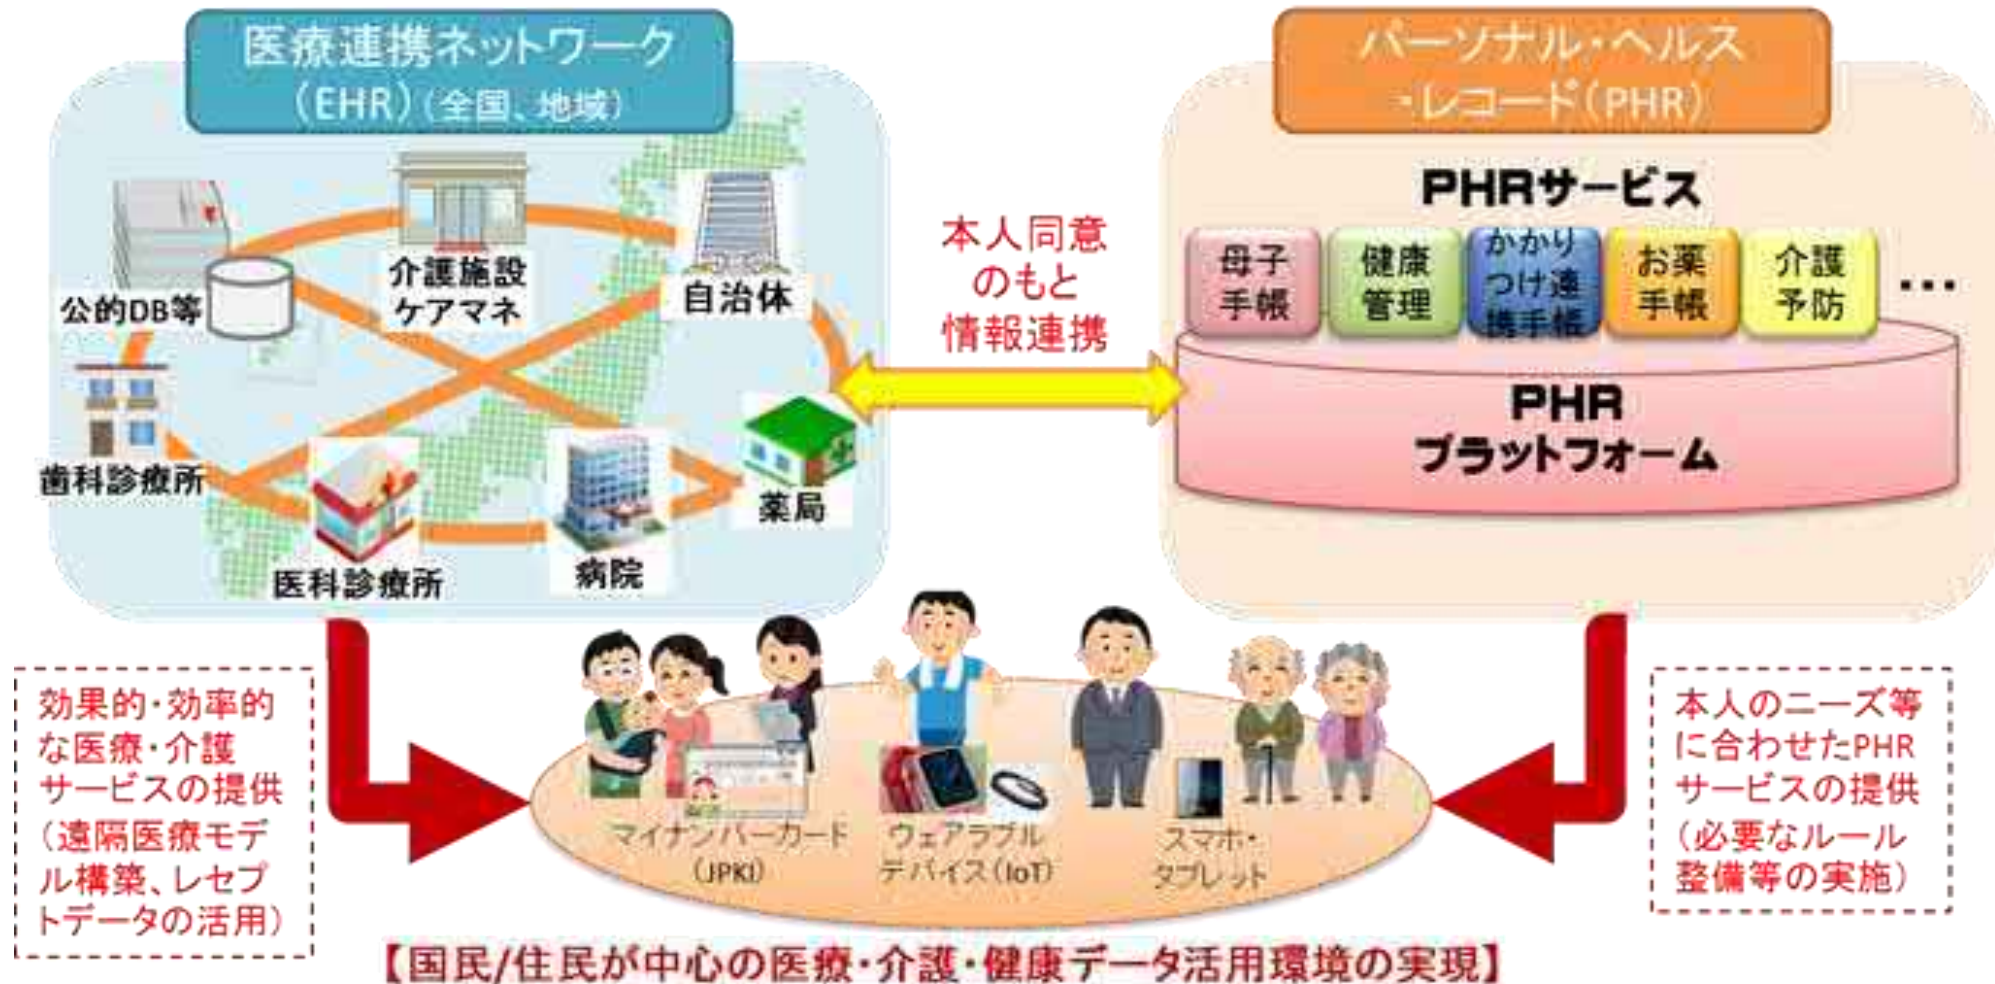 医療連携ネットワーク
(EHR)(全国、地域)
公的DB等
介護施設
ケアマネ
自治体
歯科診療所
医科診療所
病院
薬局
本人同意
のもと
情報連携
パーソナル・ヘルス
・レコード(PHR)
PHRサービス
母子
手帳
健康
管理
かかり
つけ連
携手帳
お薬
手帳
介護
予防
・・・
PHR
プラットフォーム
効果的・効率的
な医療・介護
サービスの提供
(遠隔医療モデ
ル構築、レセプ
トデータの活用)
マイナンバーカード
(JPKI)
ウェアラブル
デバイス(IoT)
スマホ・
タブレット
本人のニーズ等
に合わせたPHR
サービスの提供
(必要なルール
整備等の実施)
【国民/住民が中心の医療・介護・健康データ活用環境の実現】